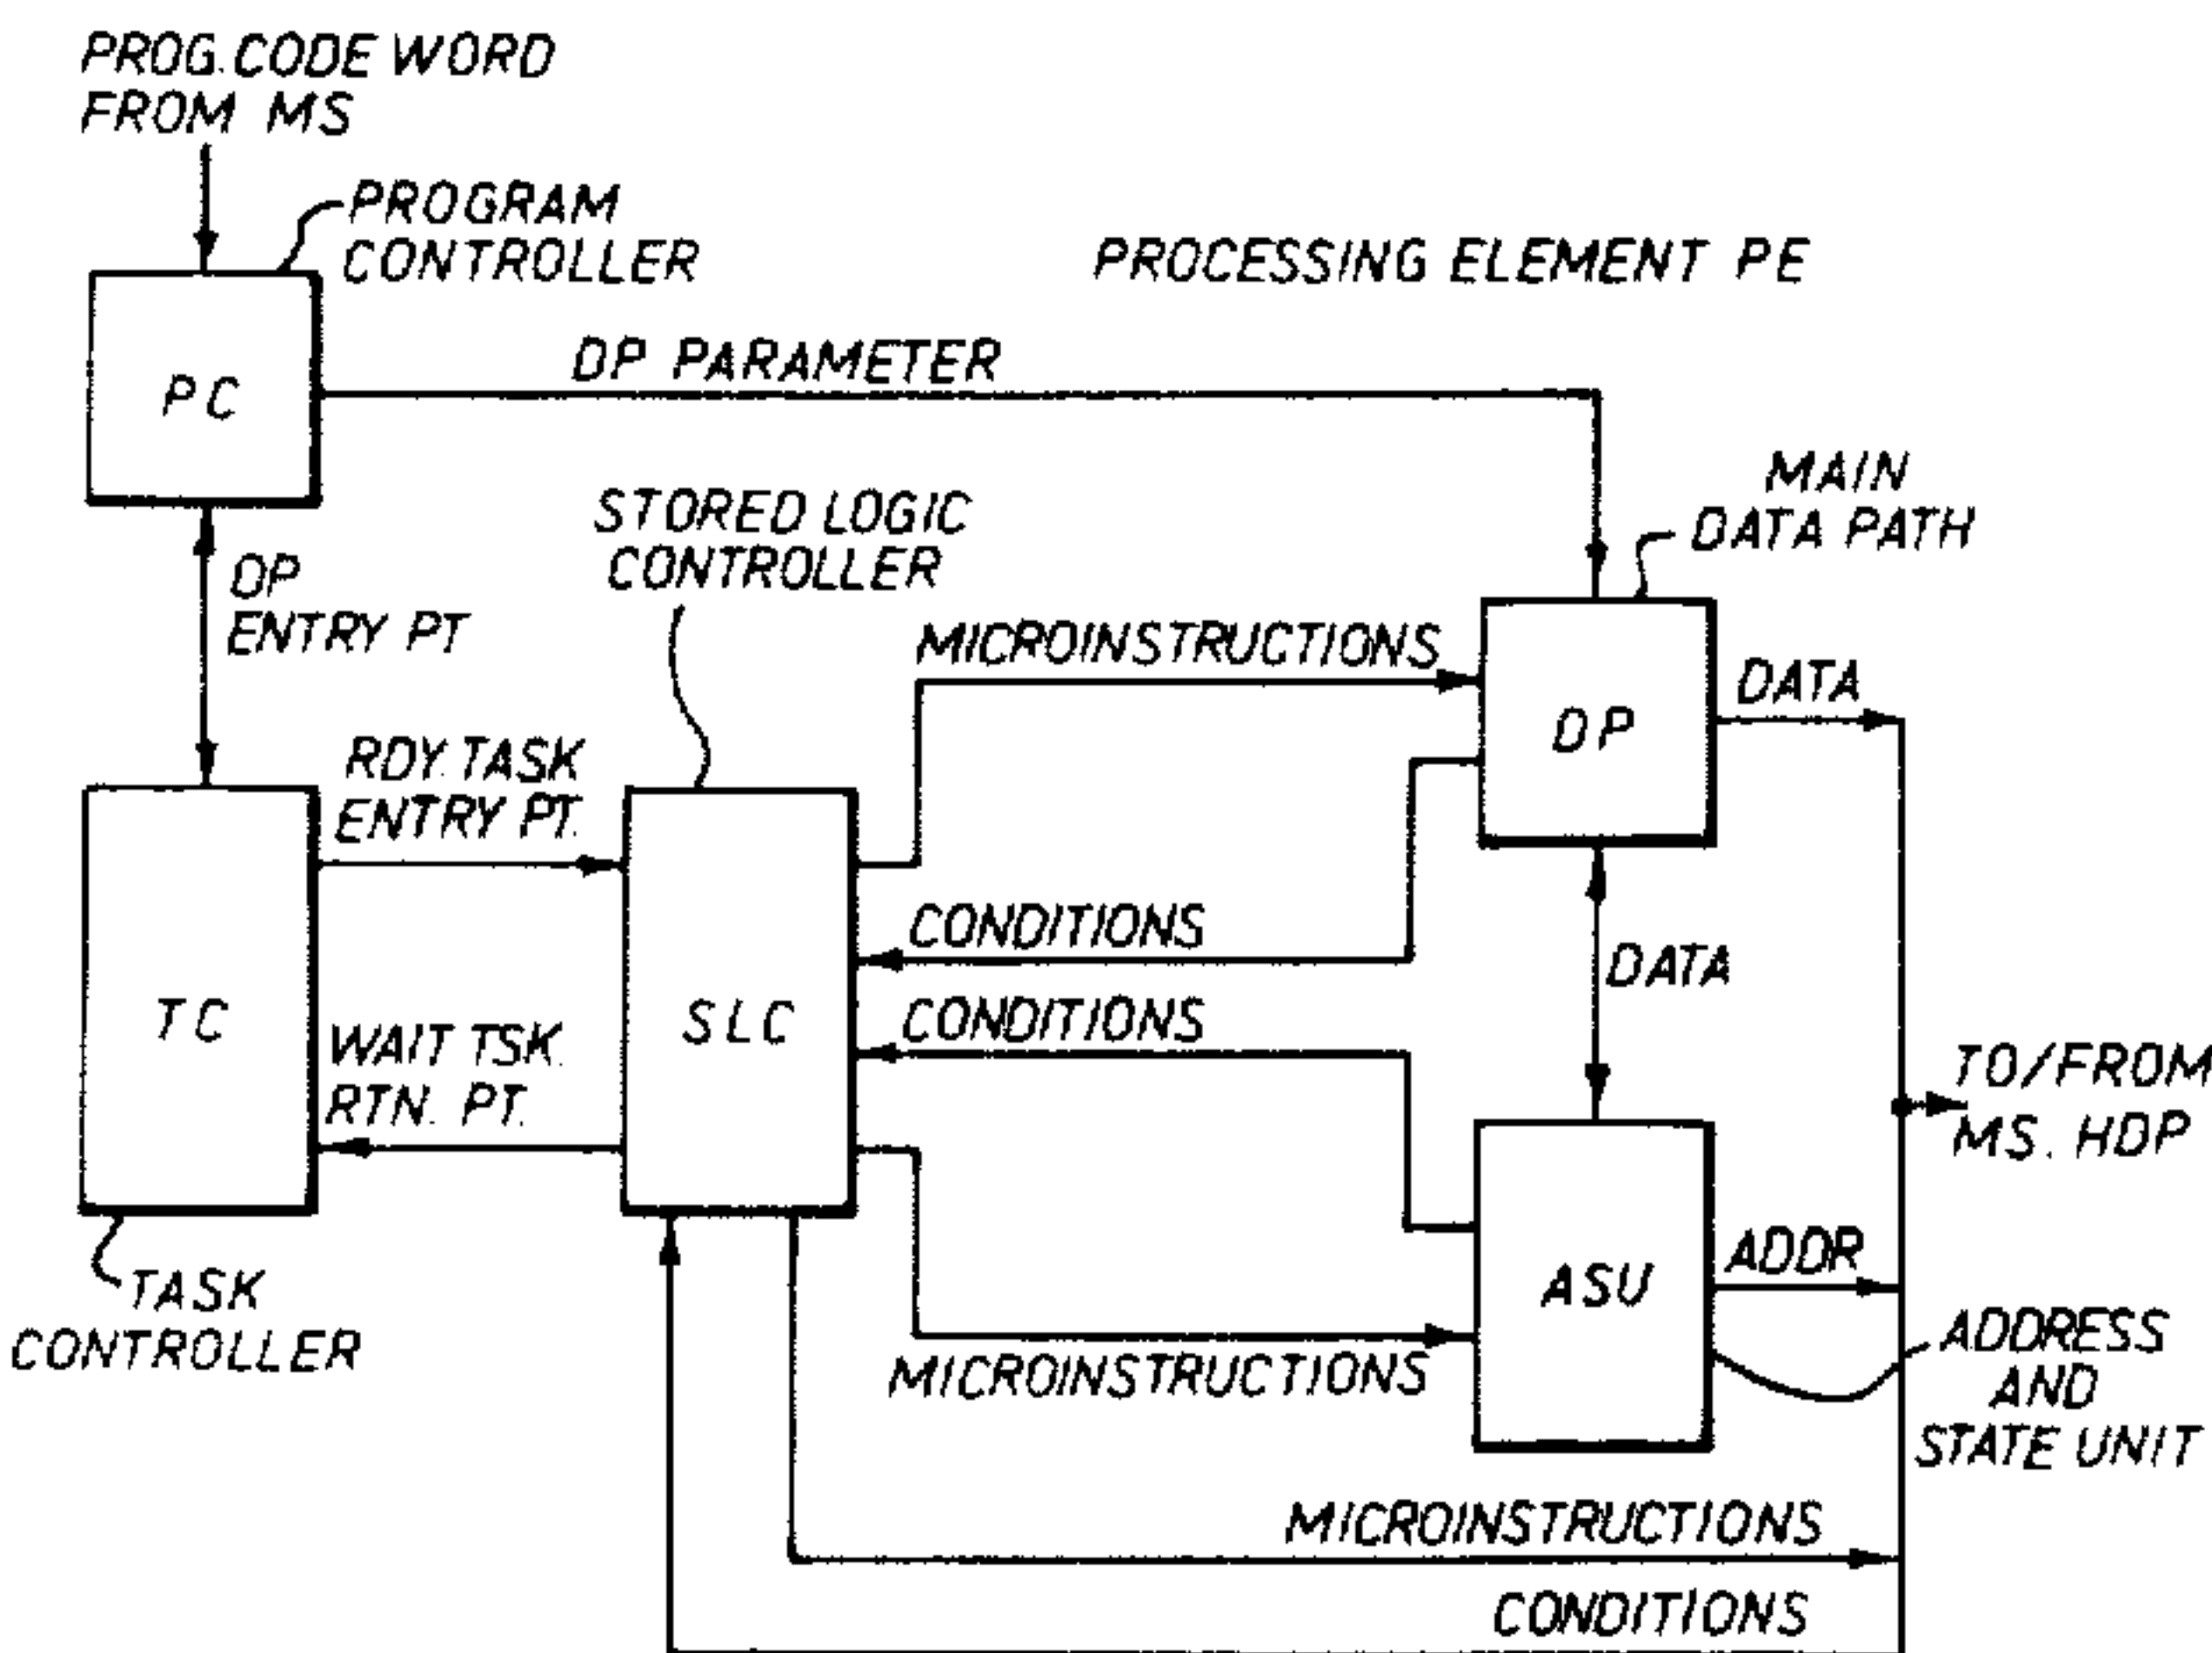 PROG. CODE WORD
FROM MS
PROGRAM
CONTROLLER
PROCESSING ELEMENT PE
PC
OP PARAMETER
MAIN
DATA PATH
STORED LOGIC
CONTROLLER
OP
ENTRY PT
MICROINSTRUCTIONS
DP
DATA
RDY. TASK
ENTRY PT.
CONDITIONS
DATA
TC
SLC
CONDITIONS
WAIT TSK.
RTN. PT.
TO/FROM
MS. HDP
ASU
ADDR
TASK
CONTROLLER
MICROINSTRUCTIONS
ADDRESS
AND
STATE UNIT
MICROINSTRUCTIONS
CONDITIONS